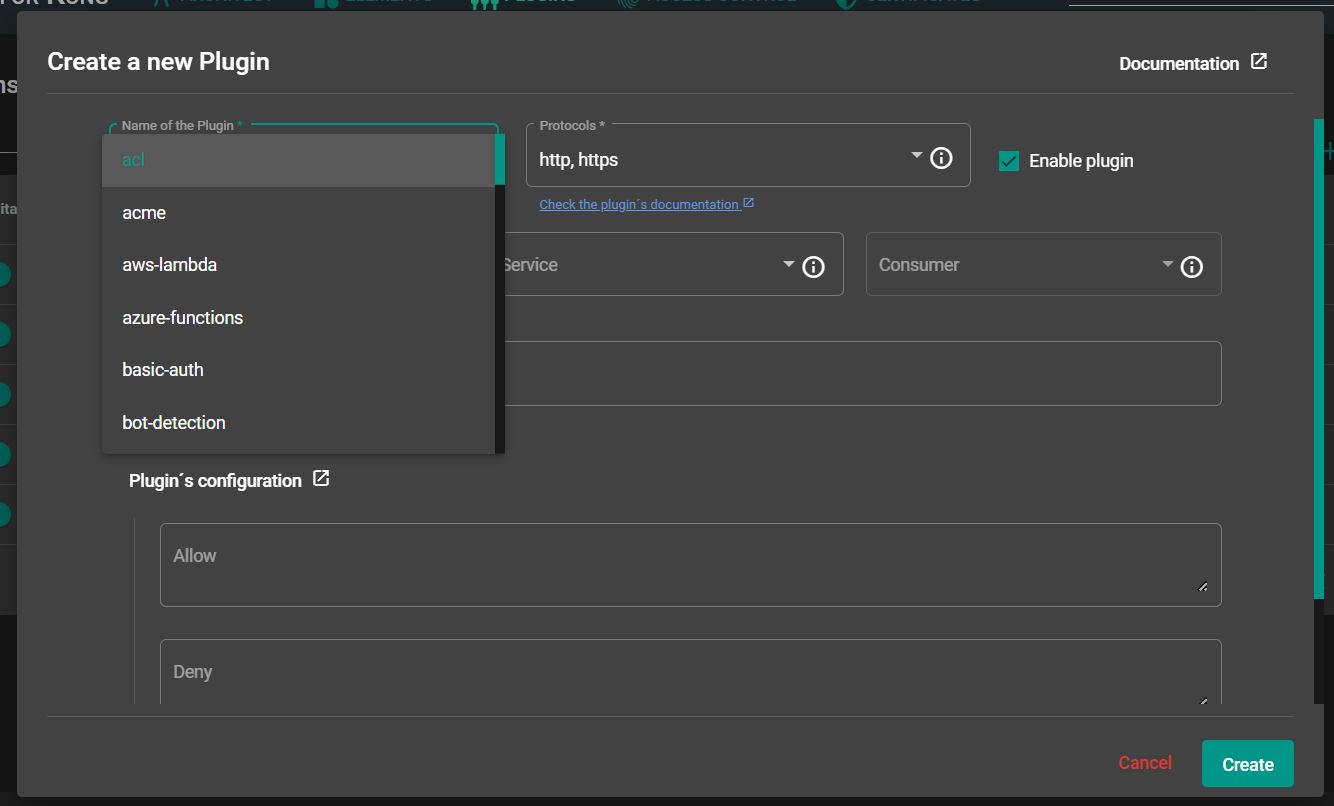 Create a new Plugin
Documentation
Name of the Plugin *
Protocols *
acl
http, https
Enable plugin
Check the plugin´s documentation
acme
aws-lambda
Service
Consumer
azure-functions
basic-auth
bot-detection
Plugin´s configuration
Allow
Deny
Cancel
Create